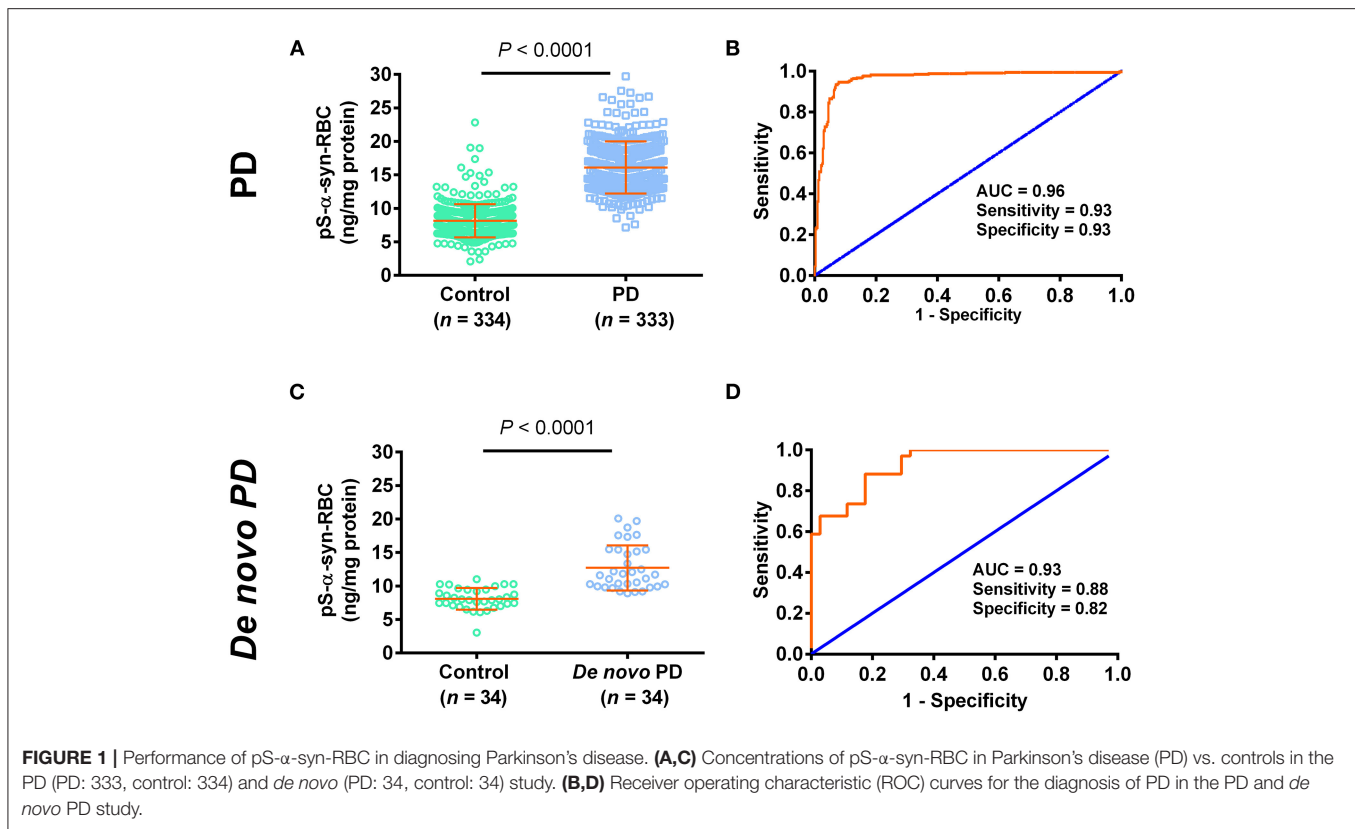 PD
A
P < 0.0001
pS-α-syn-RBC
(ng/mg protein)
30
25
20
15
10
5
0
Control
(n = 334)
PD
(n = 333)
B
Sensitivity
1.0
0.8
0.6
0.4
0.2
0.0
AUC = 0.96
Sensitivity = 0.93
Specificity = 0.93
0.0 0.2 0.4 0.6 0.8 1.0
1 - Specificity
De novo PD
C
P < 0.0001
pS-α-syn-RBC
(ng/mg protein)
30
25
20
15
10
5
0
Control
(n = 34)
De novo PD
(n = 34)
D
Sensitivity
1.0
0.8
0.6
0.4
0.2
0.0
AUC = 0.93
Sensitivity = 0.88
Specificity = 0.82
0.0 0.2 0.4 0.6 0.8 1.0
1 - Specificity
FIGURE 1 | Performance of pS-α-syn-RBC in diagnosing Parkinson's disease. (A,C) Concentrations of pS-α-syn-RBC in Parkinson's disease (PD) vs. controls in the
PD (PD: 333, control: 334) and de novo (PD: 34, control: 34) study. (B,D) Receiver operating characteristic (ROC) curves for the diagnosis of PD in the PD and de
novo PD study.